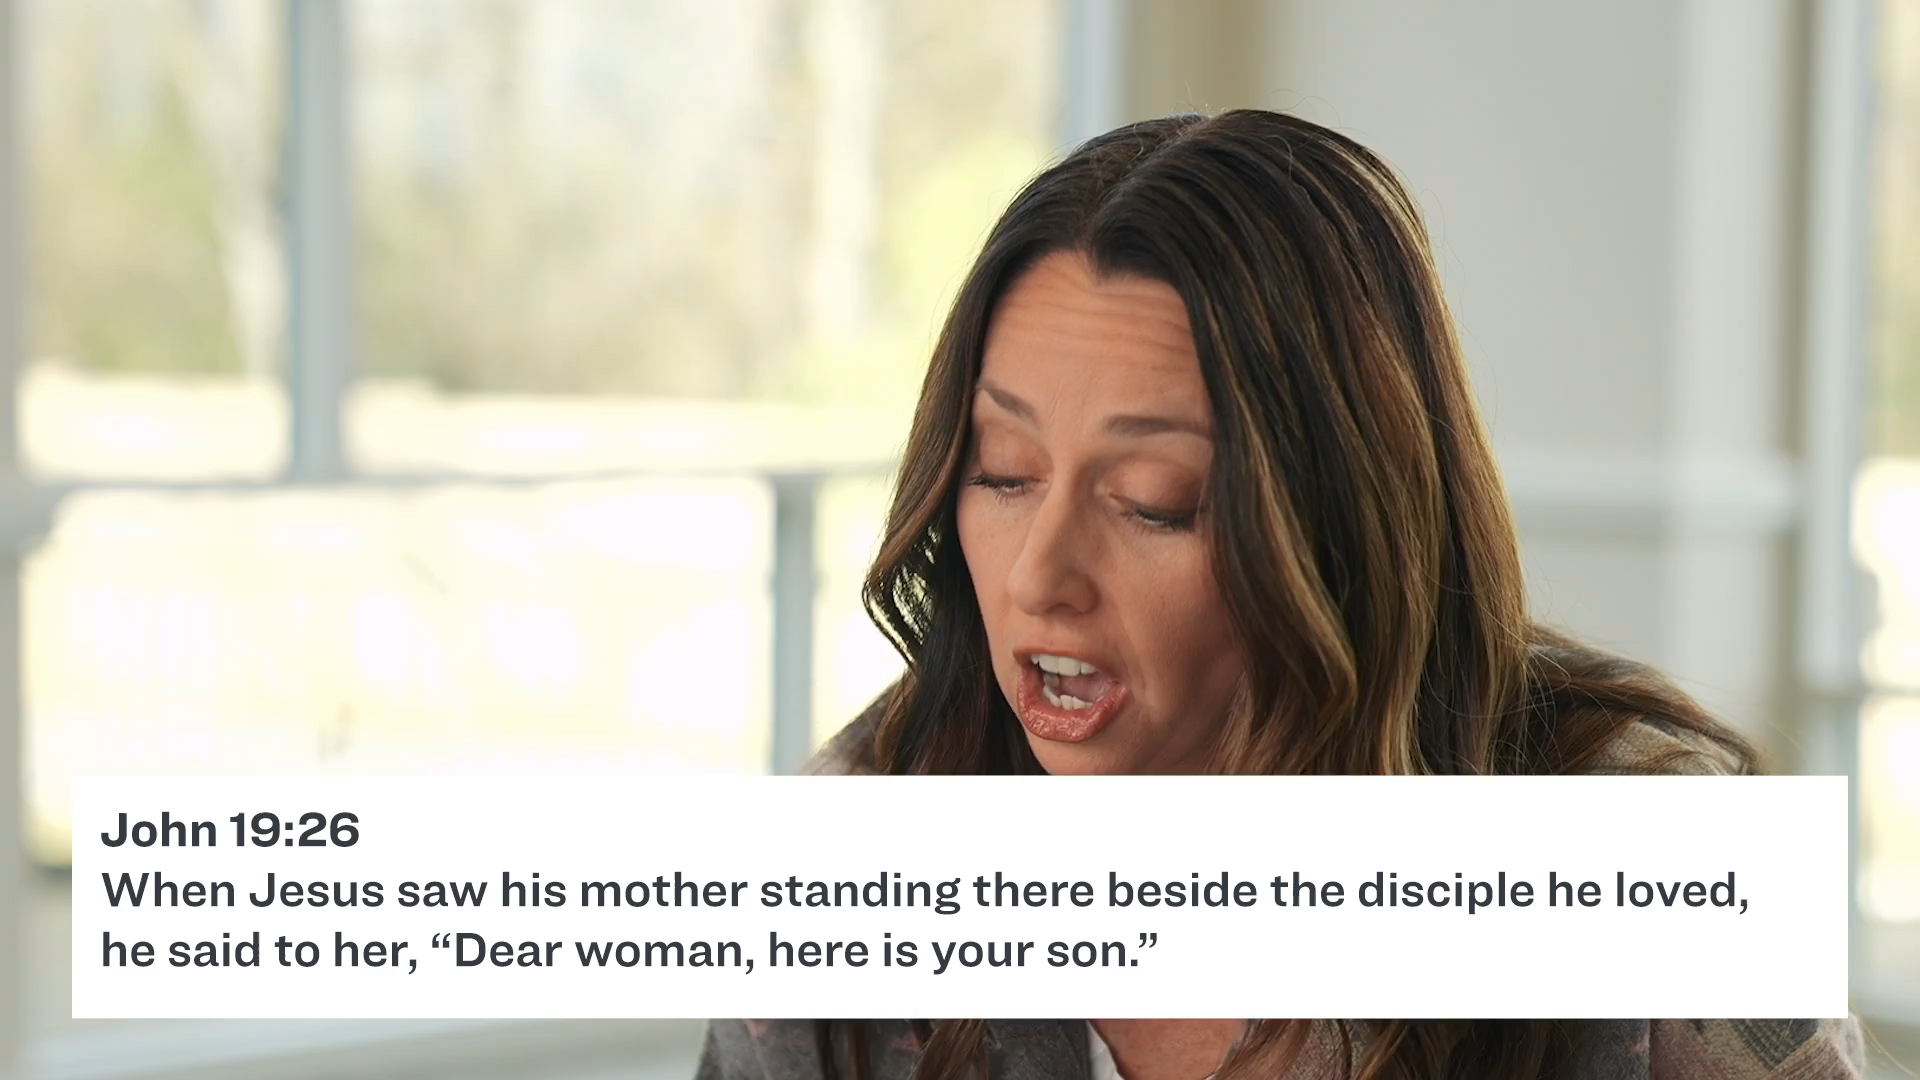 John 19:26
When Jesus saw his mother standing there beside the disciple he loved,
he said to her, “Dear woman, here is your son.”